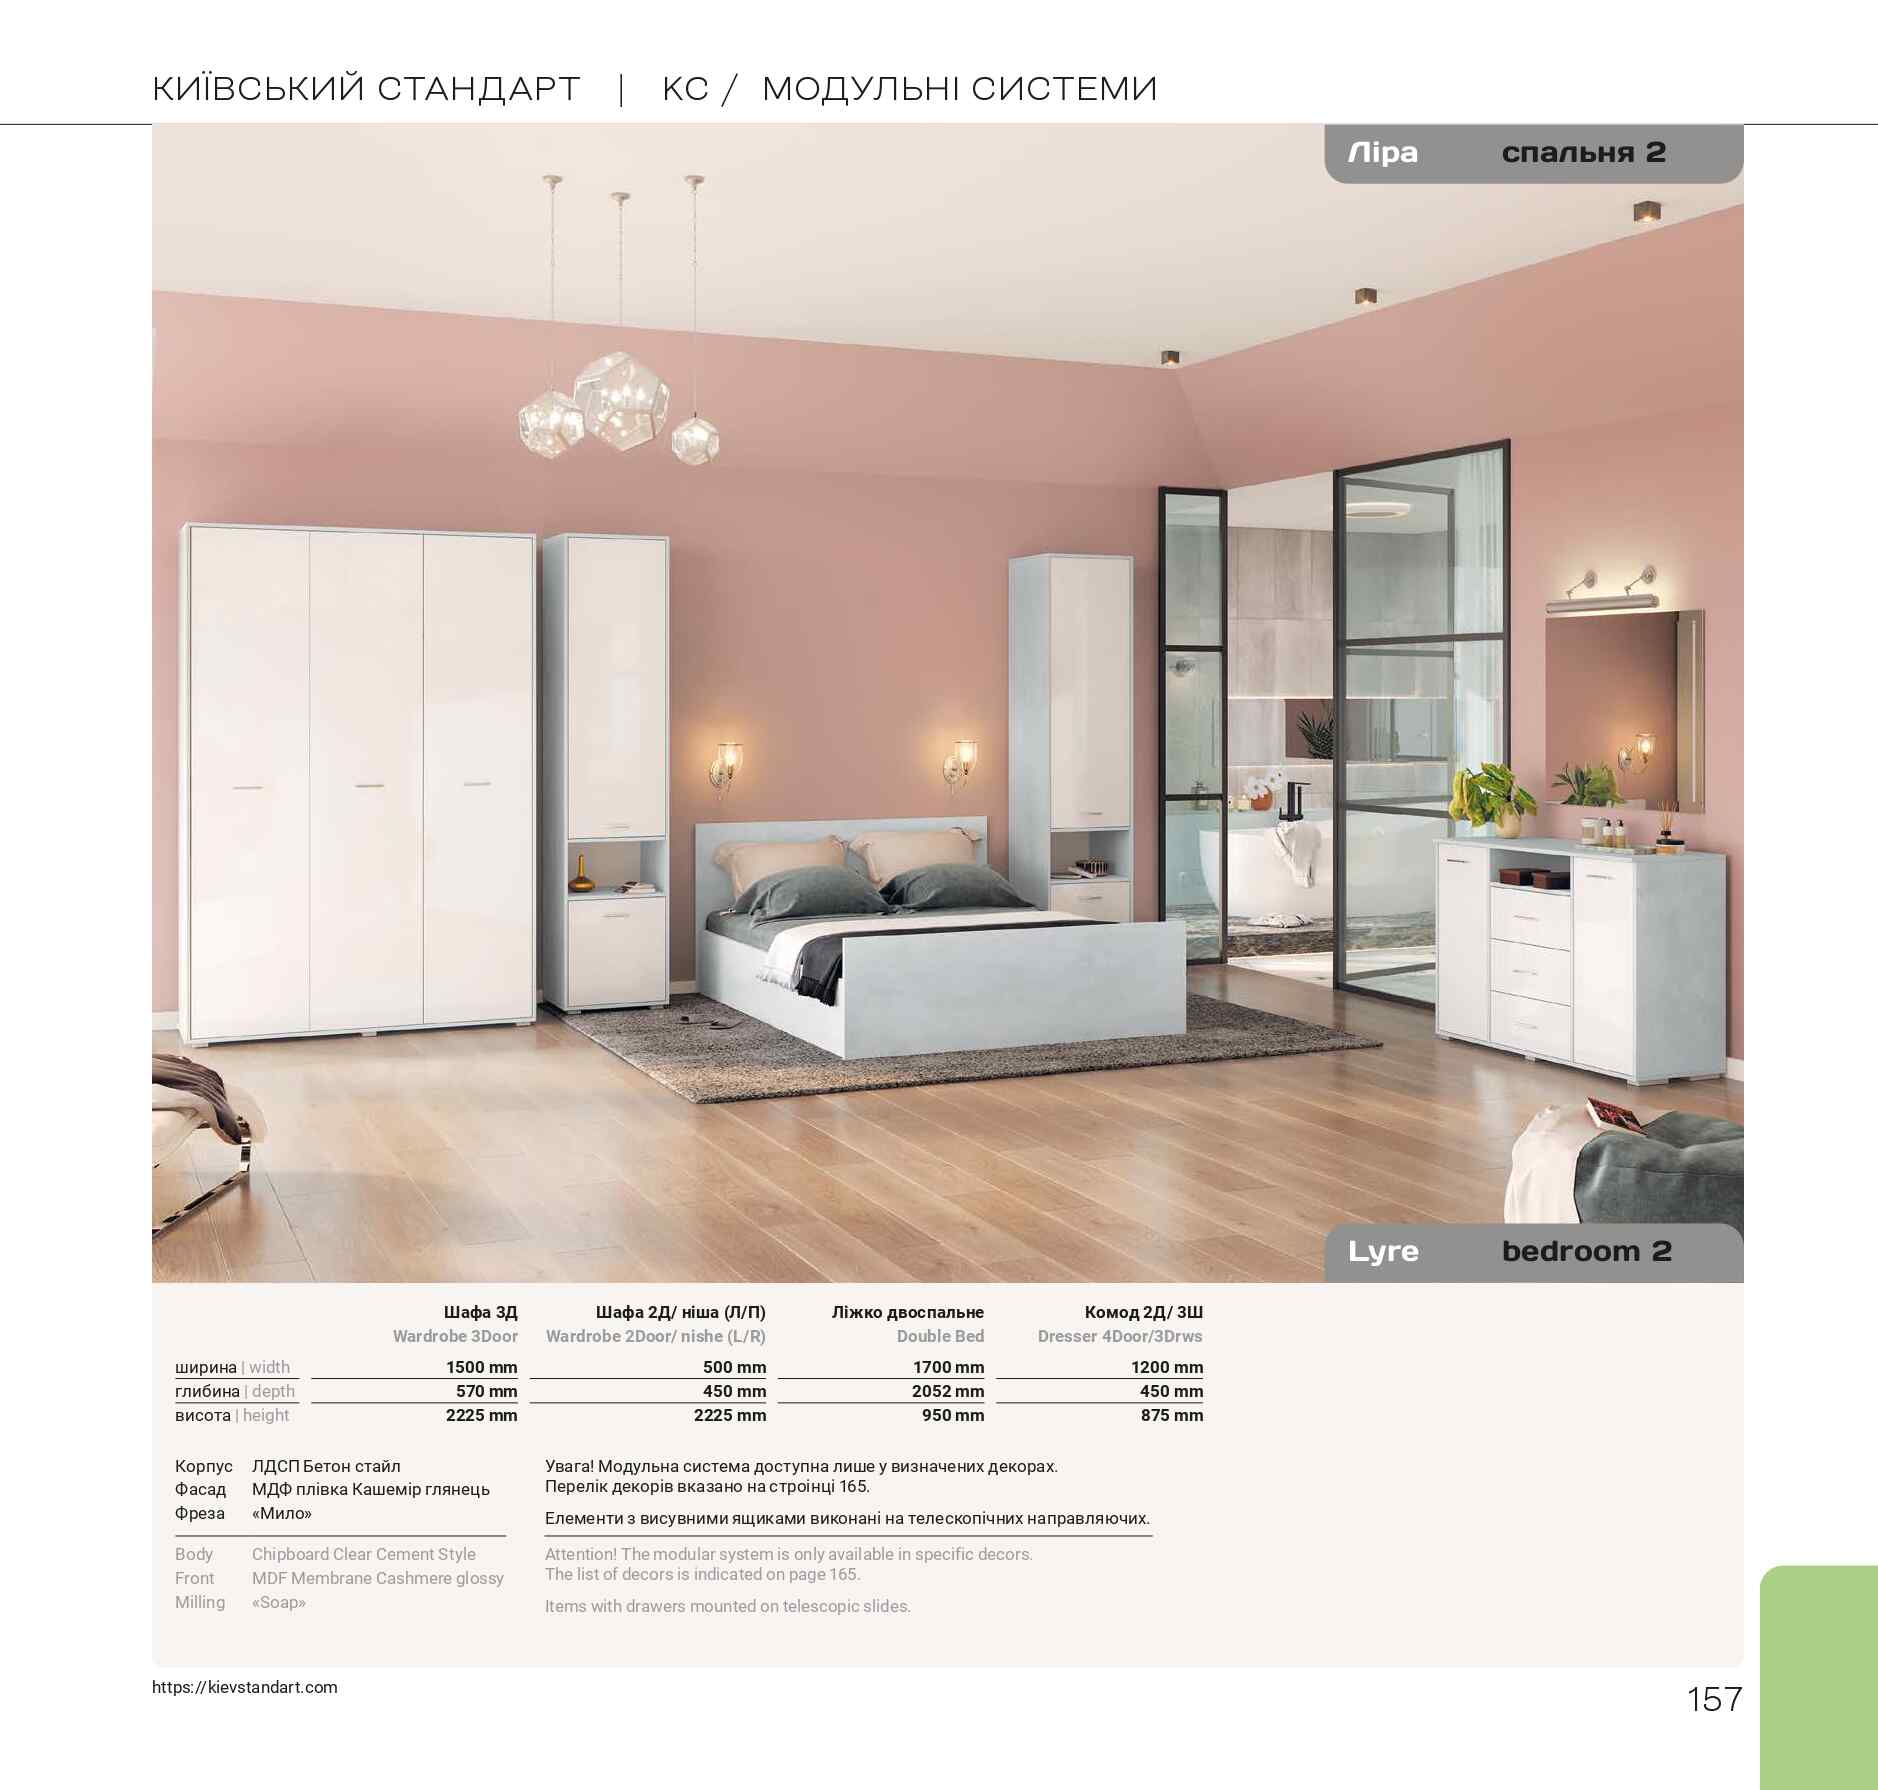 КИЇВСЬКИЙ СТАНДАРТ | КС / МОДУЛЬНІ СИСТЕМИ
Ліра спальня 2
Lyre bedroom 2
Шафа 3Д Шафа 2Д/ ніша (Л/П) Ліжко двоспальне Комод 2Д/ 3Ш
Wardrobe 3Door Wardrobe 2Door/ nishe (L/R) Double Bed Dresser 4Door/3Drws
ширина | width 1500 mm 500 mm 1700 mm 1200 mm
глибина | depth 570 mm 450 mm 2052 mm 450 mm
висота | height 2225 mm 2225 mm 950 mm 875 mm
Корпус ЛДСП Бетон стайл
Фасад МДФ плівка Кашемір глянець
Фреза «Мило»
Body Chipboard Clear Cement Style
Front MDF Membrane Cashmere glossy
Milling «Soap»
Увага! Модульна система доступна лише у визначених декорах.
Перелік декорів вказано на строінці 165.
Елементи з висувними ящиками виконані на телескопічних направляючих.
Attention! The modular system is only available in specific decors.
The list of decors is indicated on page 165.
Items with drawers mounted on telescopic slides.
https://kievstandart.com
157